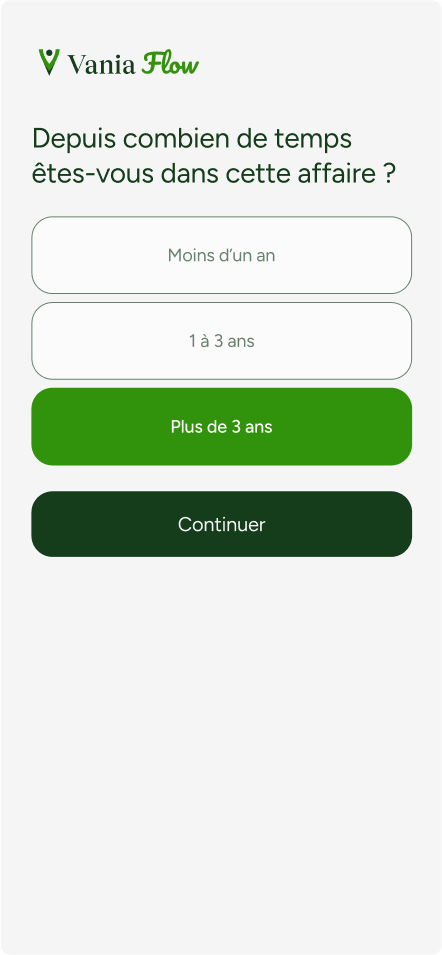 Vania Flow
Depuis combien de temps
êtes-vous dans cette affaire ?
Moins d’un an
1 à 3 ans
Plus de 3 ans
Continuer